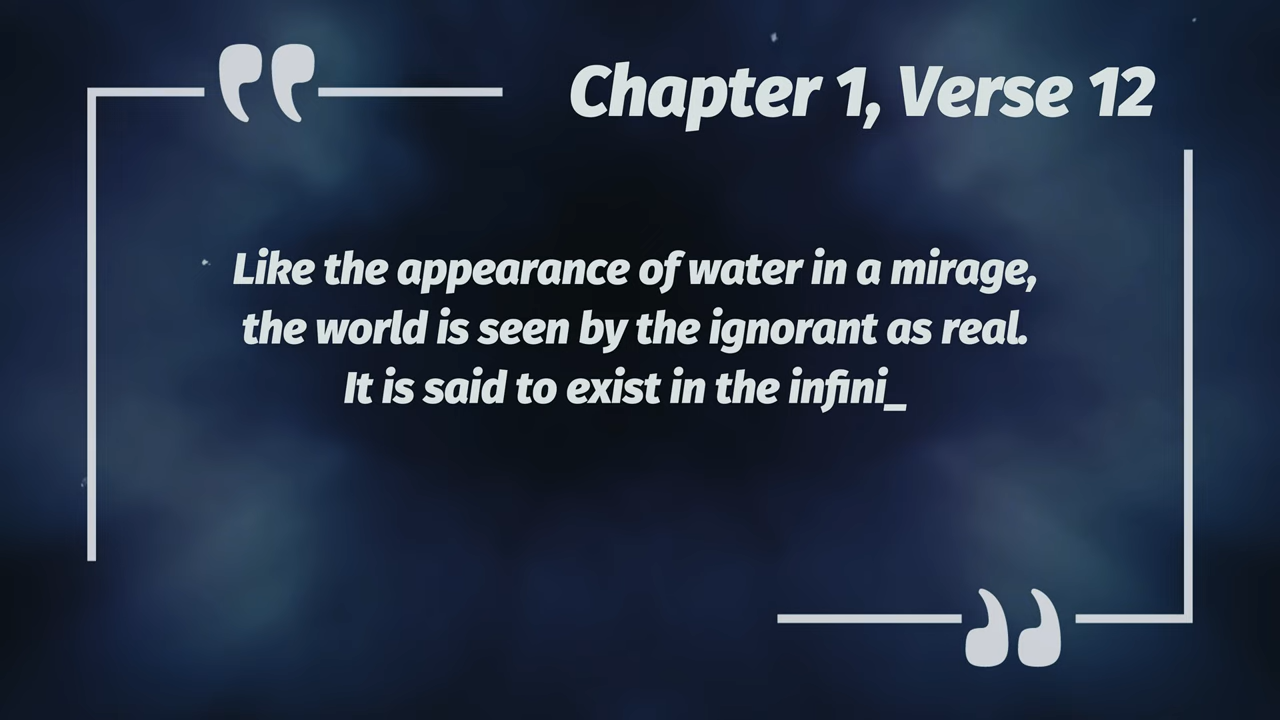 Chapter 1, Verse 12
Like the appearance of water in a mirage,
the world is seen by the ignorant as real.
It is said to exist in the infini_